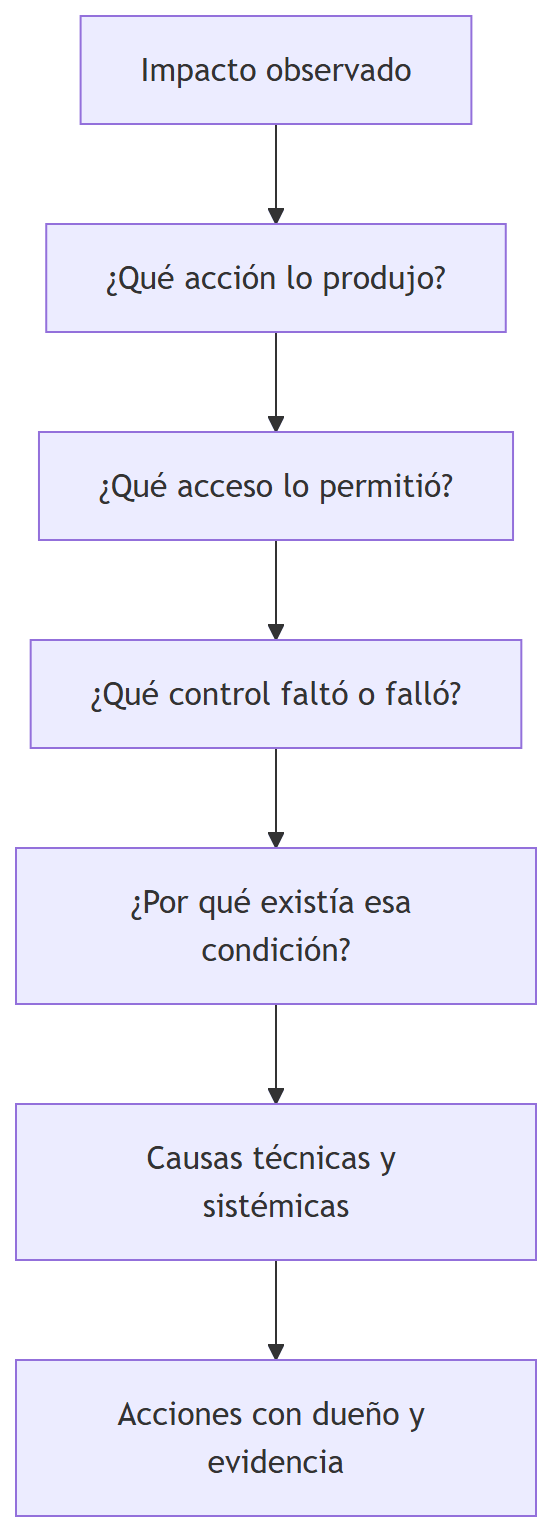 Impacto observado
¿Qué acción lo produjo?
¿Qué acceso lo permitió?
¿Qué control faltó o falló?
¿Por qué existía esa
condición?
Causas técnicas y
sistémicas
Acciones con dueño y
evidencia